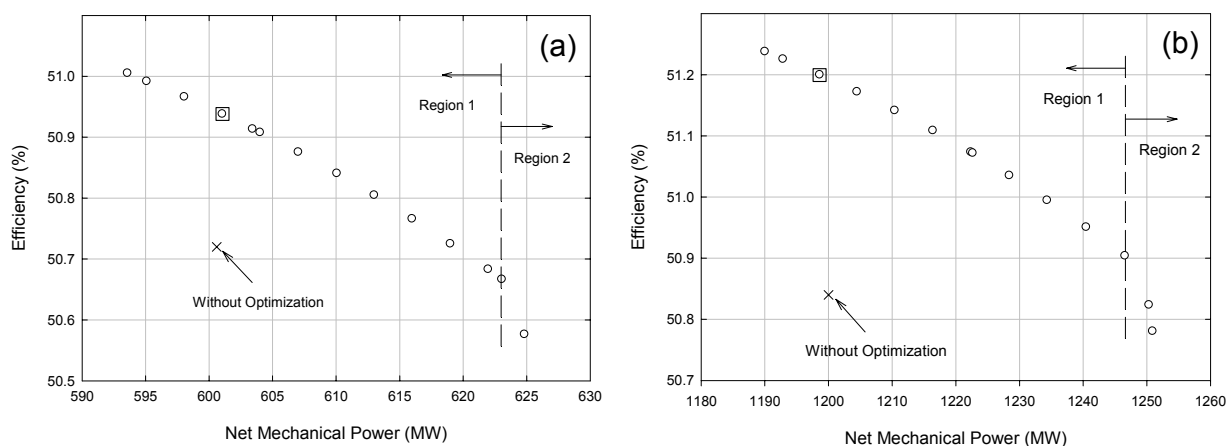 (a)
51.0
50.9
50.8
50.7
50.6
50.5
Efficiency (%)
Region 1
Region 2
Without Optimization
590 595 600 605 610 615 620 625 630
Net Mechanical Power (MW)
(b)
51.2
51.1
51.0
50.9
50.8
50.7
Efficiency (%)
Region 1
Region 2
Without Optimization
1180 1190 1200 1210 1220 1230 1240 1250 1260
Net Mechanical Power (MW)